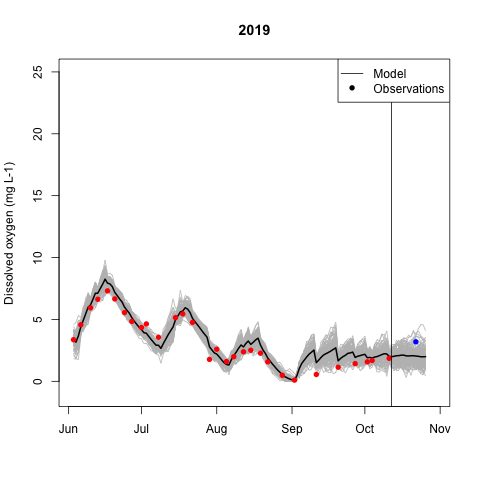 2019
Model
Observations
Dissolved oxygen (mg L-1)
25
20
15
10
5
0
Jun Jul Aug Sep Oct Nov